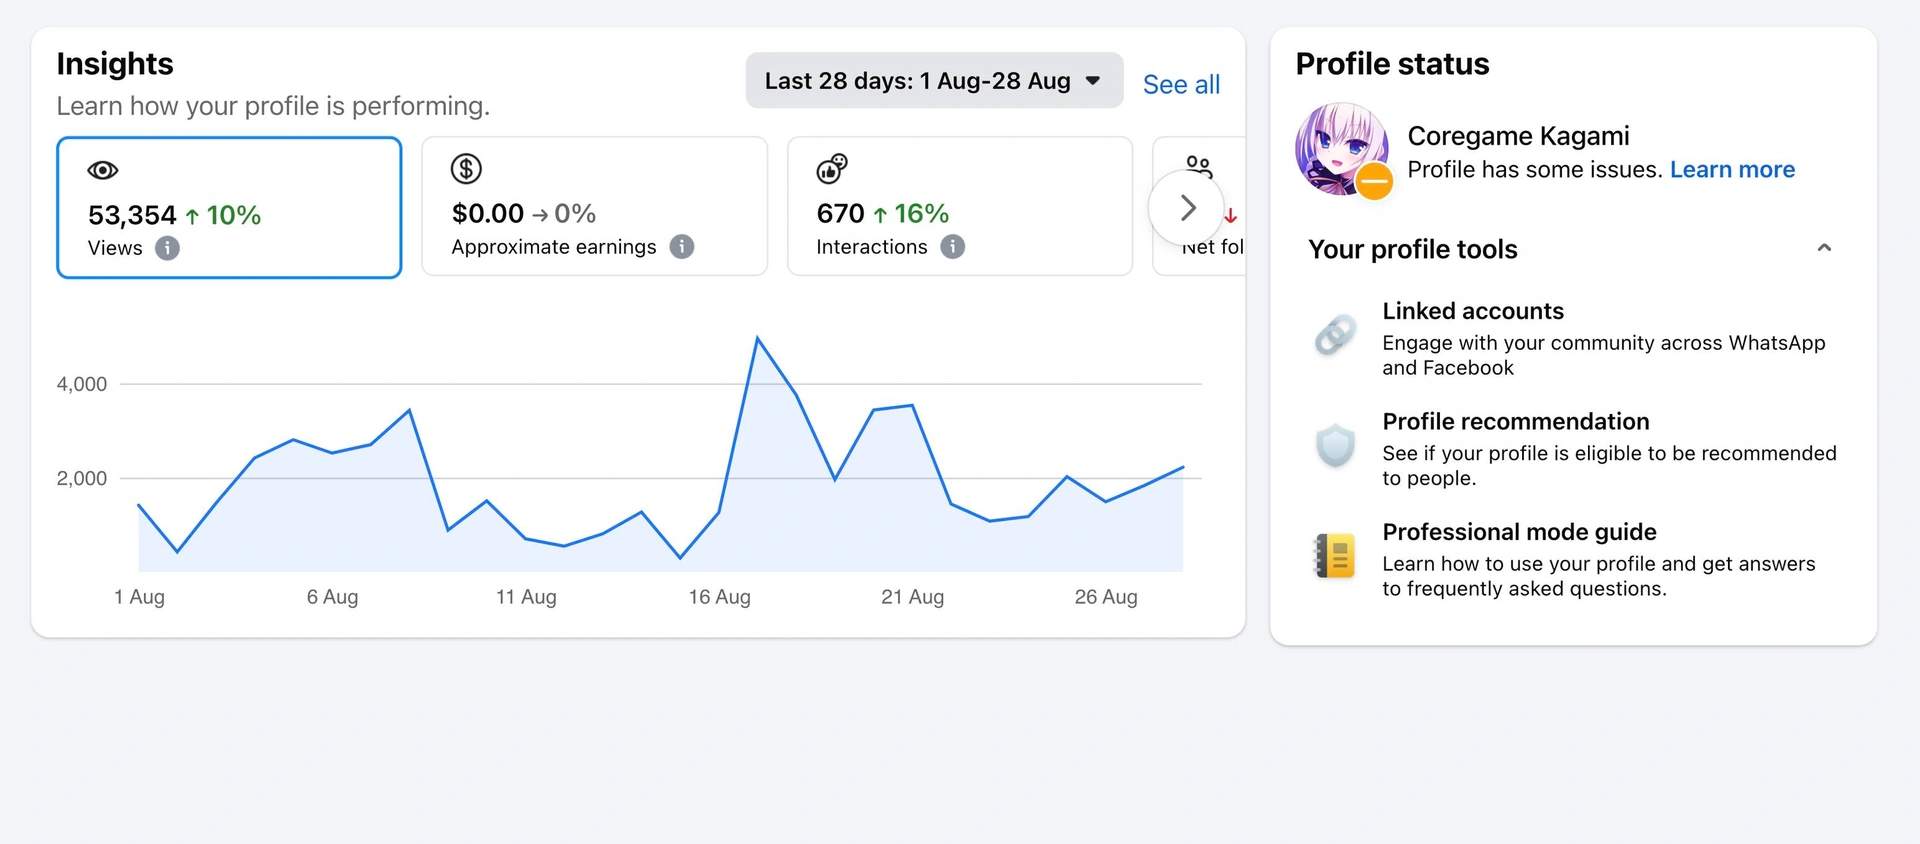 Insights
Learn how your profile is performing.
Last 28 days: 1 Aug-28 Aug
See all
53,354 ↑ 10%
Views
$0.00 → 0%
Approximate earnings
670 ↑ 16%
Interactions
↓
Net fol
4,000
2,000
1 Aug
6 Aug
11 Aug
16 Aug
21 Aug
26 Aug
Profile status
Coregame Kagami
Profile has some issues. Learn more
Your profile tools
Linked accounts
Engage with your community across WhatsApp
and Facebook
Profile recommendation
See if your profile is eligible to be recommended
to people.
Professional mode guide
Learn how to use your profile and get answers
to frequently asked questions.